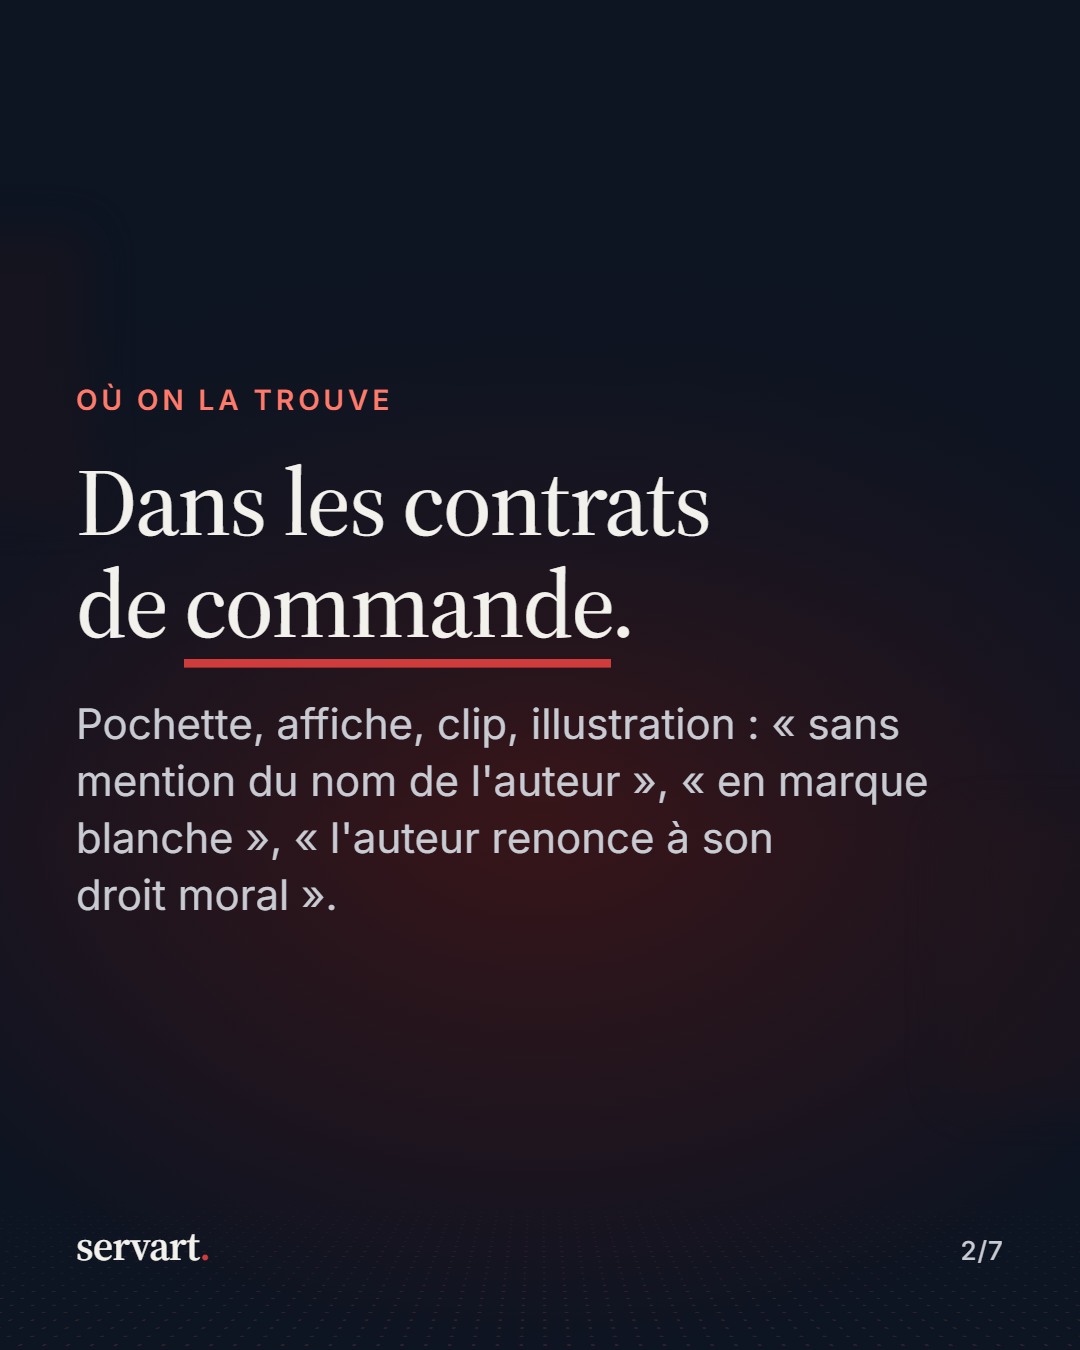 OÙ ON LA TROUVE
Dans les contrats
de commande.
Pochette, affiche, clip, illustration : « sans
mention du nom de l'auteur », « en marque
blanche », « l'auteur renonce à son
droit moral ».
servart.
2/7